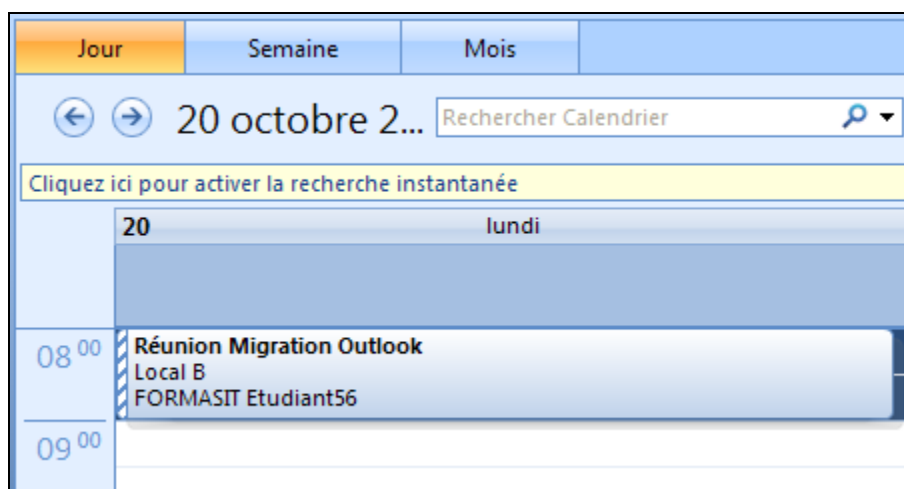 Jour Semaine Mois
20 octobre 2... Rechercher Calendrier
Cliquez ici pour activer la recherche instantanée
20 lundi
08 00
Réunion Migration Outlook
Local B
FORMASIT Etudiant56
09 00